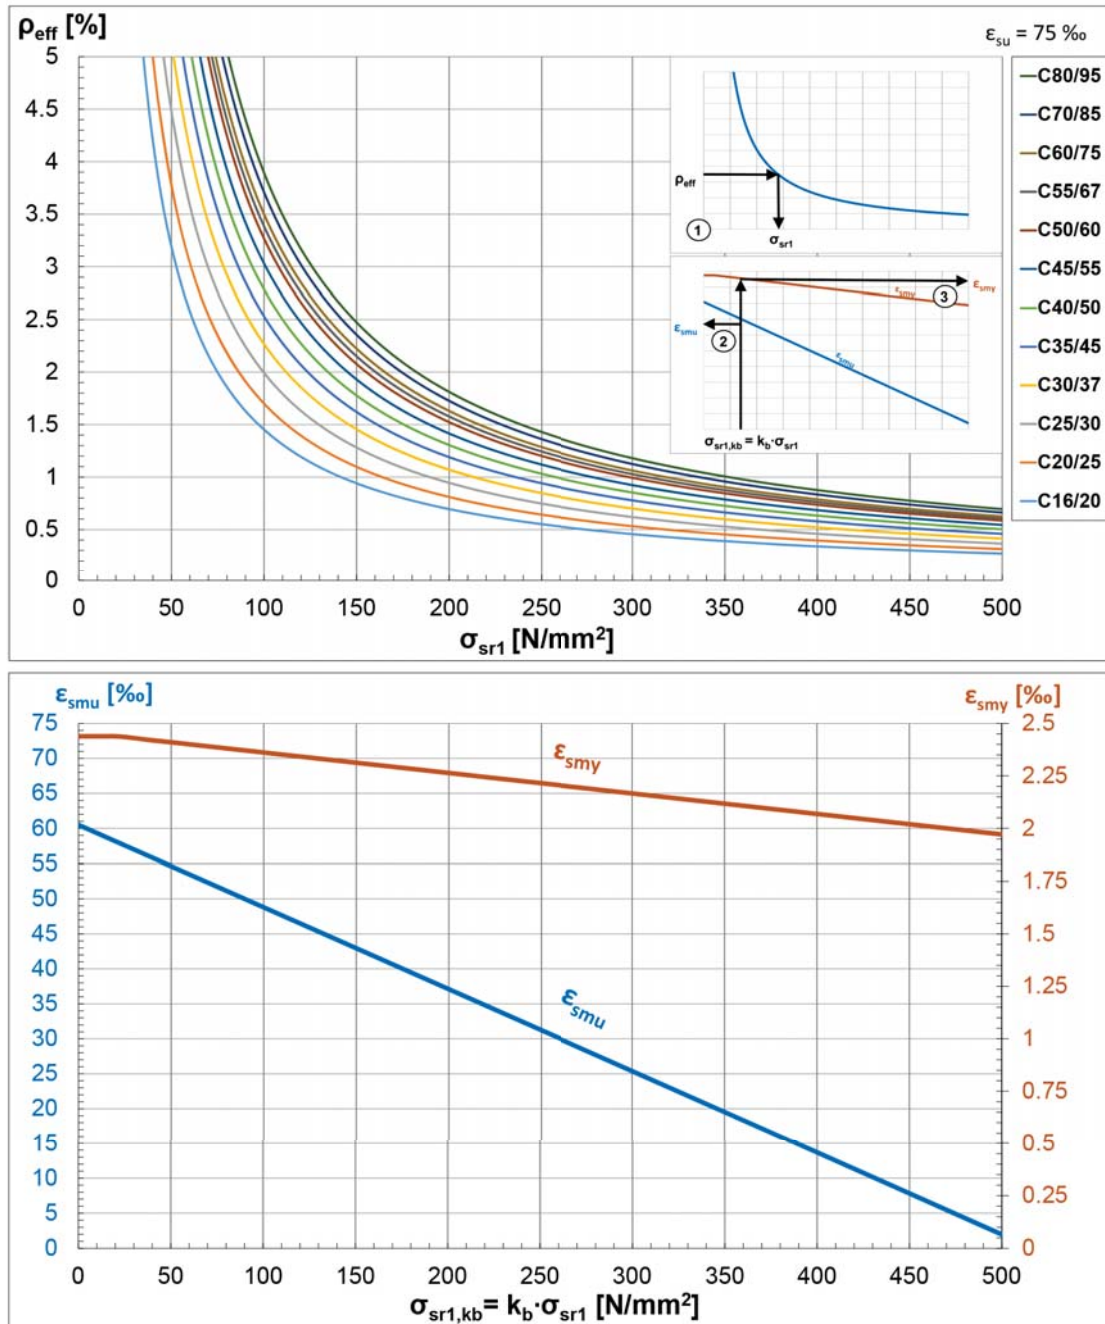 ρeff [%]
εsu = 75 ‰
5
4.5
4
3.5
3
2.5
2
1.5
1
0.5
0
0 50 100 150 200 250 300 350 400 450 500
σsr1 [N/mm²]
ρeff
1
σsr1
εsmy
3
εsmy
εsmu
2
εsmu
σsr1,kb = kb·σsr1
C80/95
C70/85
C60/75
C55/67
C50/60
C45/55
C40/50
C35/45
C30/37
C25/30
C20/25
C16/20
εsmu [‰]
εsmy [‰]
75
70
65
60
55
50
45
40
35
30
25
20
15
10
5
0
εsmy
εsmu
2.5
2.25
2
1.75
1.5
1.25
1
0.75
0.5
0.25
0
0 50 100 150 200 250 300 350 400 450 500
σsr1,kb= kb·σsr1 [N/mm²]